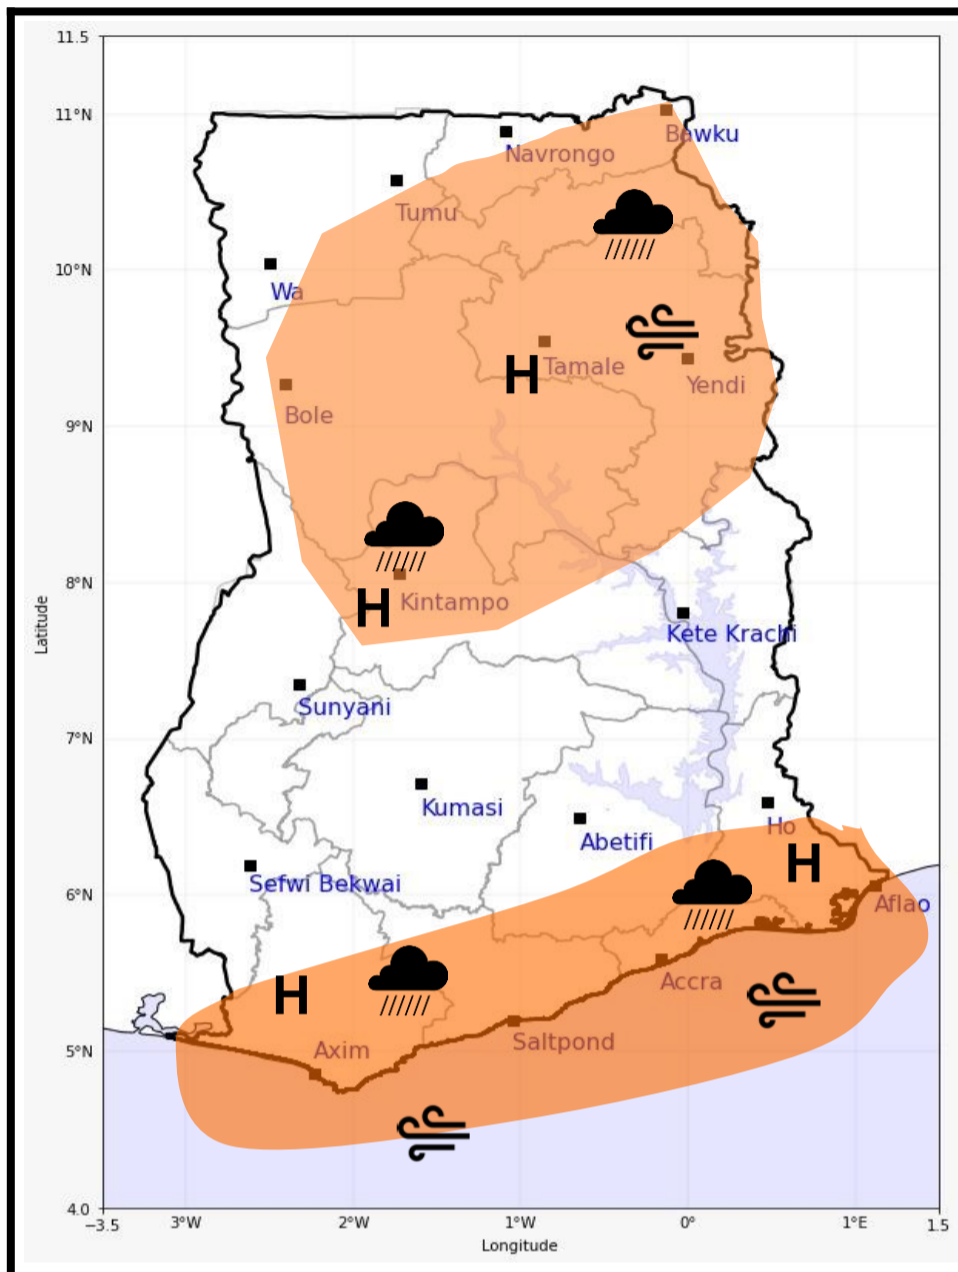 11.5
11°N
Bawku
Navrongo
Tumu
10°N
Wa
H
Tamale
Yendi
Bole
9°N
8°N
H
Kintampo
Kete Krachi
Latitude
Sunyani
7°N
Kumasi
Ho
Abetifi
H
Sefwi Bekwai
6°N
Aflao
H
Accra
Saltpond
5°N
Axim
4.0
−3.5
3°W
2°W
1°W
0°
1°E
1.5
Longitude